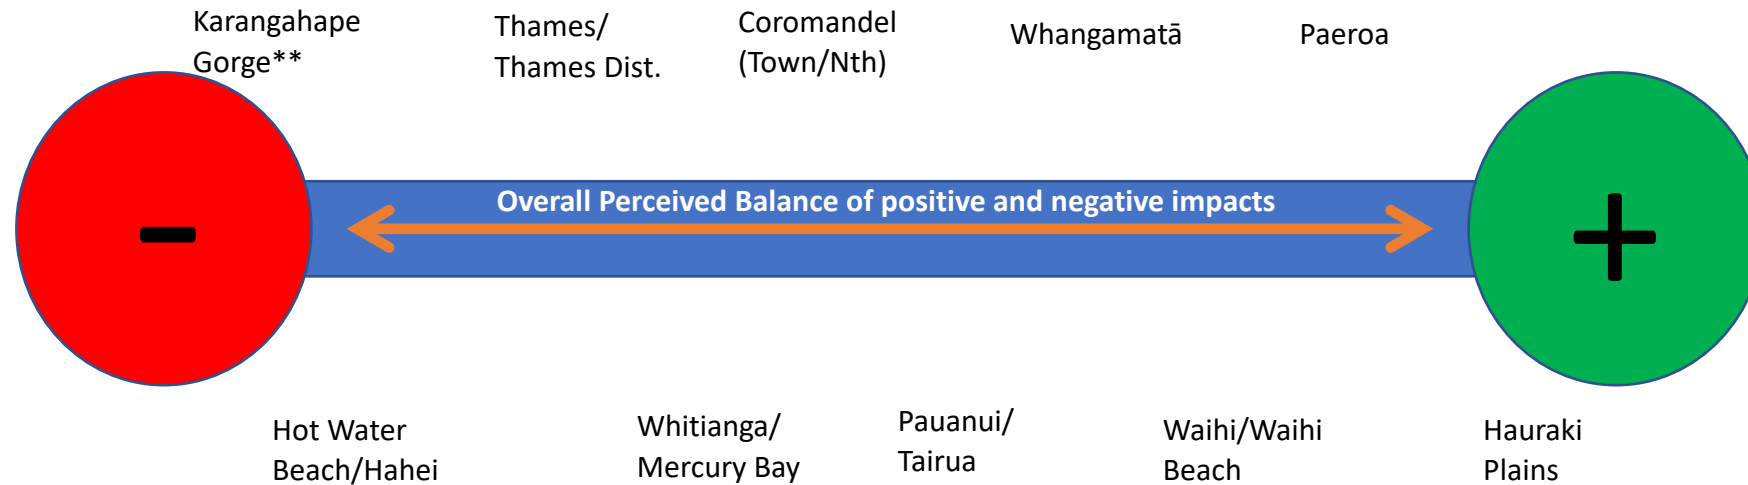 Karangahape
Gorge**
Thames/
Thames Dist.
Coromandel
(Town/Nth)
Whangamatā
Paeroa
Overall Perceived Balance of positive and negative impacts
-
+
Hot Water
Beach/Hahei
Whitianga/
Mercury Bay
Pauanui/
Tairua
Waihi/Waihi
Beach
Hauraki
Plains